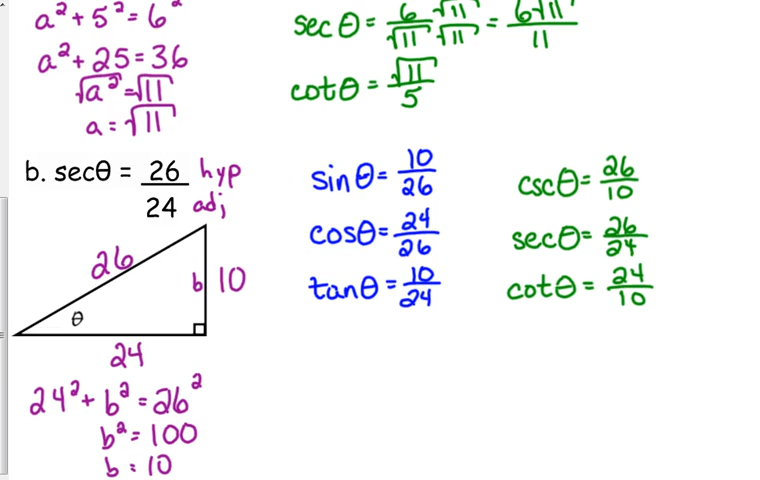 a² + 5² = 6²
a² + 25 = 36
√a² = √11
a = √11
secθ = 6/√11 √11/√11 = 6√11/11
cotθ = √11/5
b. secθ = 26/24 hyp adj
26
b 10
θ
24
24² + b² = 26²
b² = 100
b = 10
sinθ = 10/26
cosθ = 24/26
tanθ = 10/24
cscθ = 26/10
secθ = 26/24
cotθ = 24/10